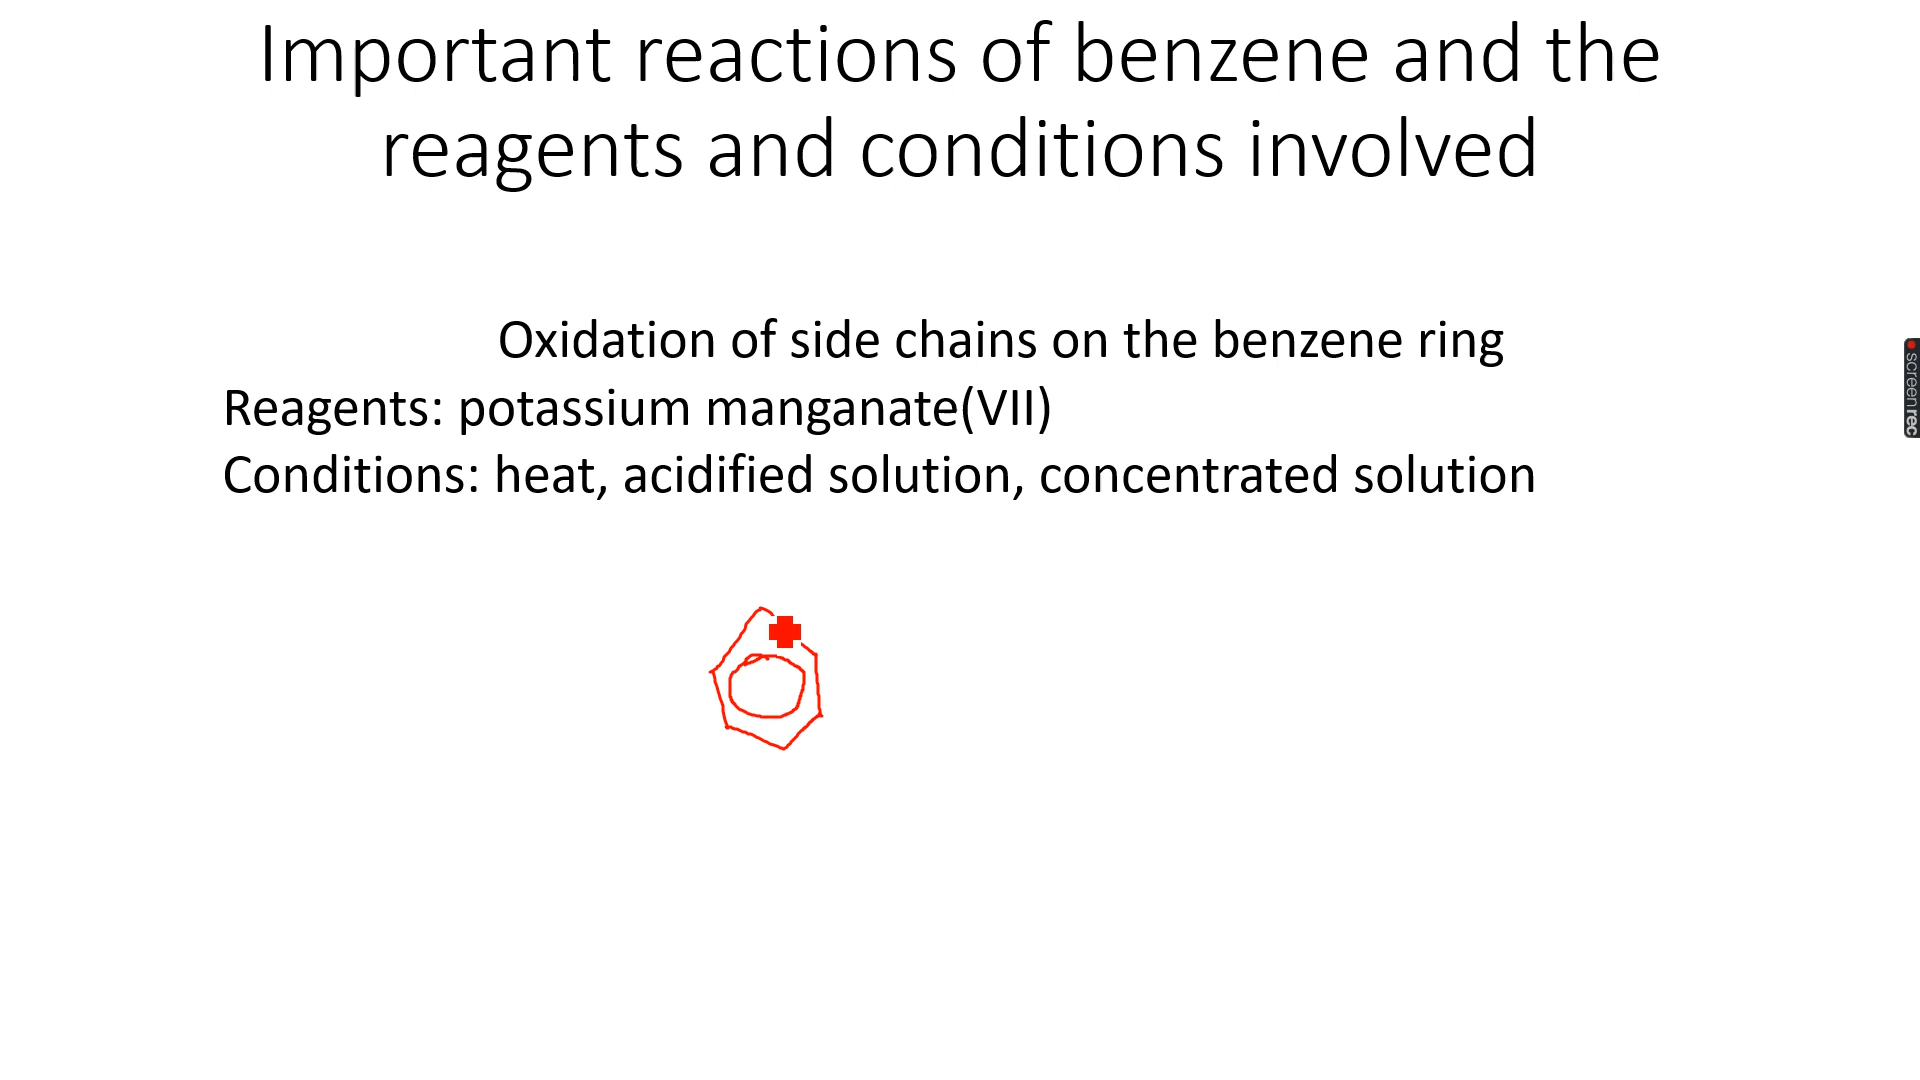 Important reactions of benzene and the
reagents and conditions involved
Oxidation of side chains on the benzene ring
Reagents: potassium manganate(VII)
Conditions: heat, acidified solution, concentrated solution
screenrec